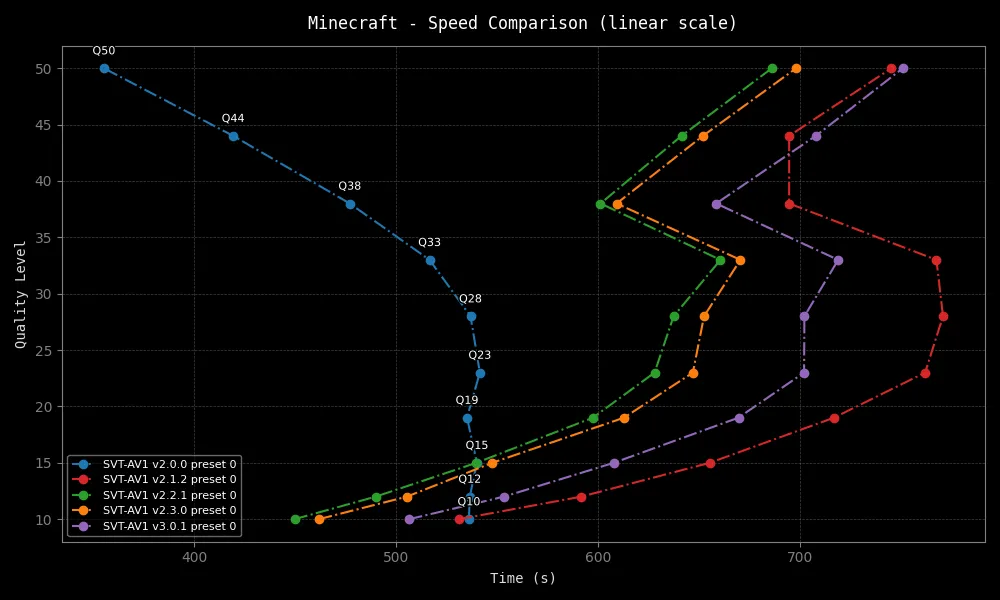 Minecraft - Speed Comparison (linear scale)
Q50
50
Q44
45
Q38
40
Q33
35
Q28
30
Q23
25
Q19
20
Q15
15
Q12
Q10
10
Quality Level
SVT-AV1 v2.0.0 preset 0
SVT-AV1 v2.1.2 preset 0
SVT-AV1 v2.2.1 preset 0
SVT-AV1 v2.3.0 preset 0
SVT-AV1 v3.0.1 preset 0
400 500 600 700
Time (s)